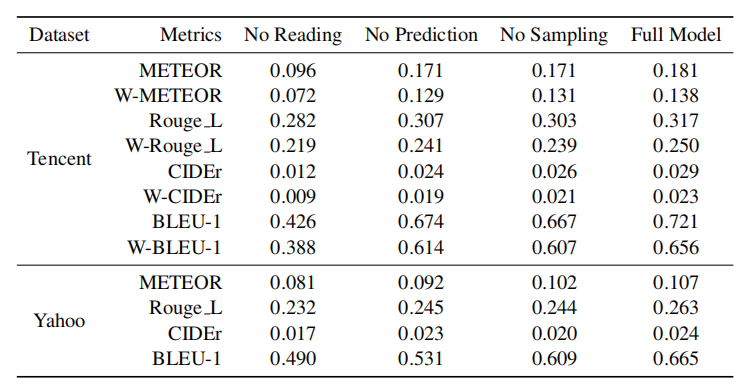 Dataset Metrics No Reading No Prediction No Sampling Full Model
METEOR 0.096 0.171 0.171 0.181
W-METEOR 0.072 0.129 0.131 0.138
Rouge_L 0.282 0.307 0.303 0.317
W-Rouge_L 0.219 0.241 0.239 0.250
Tencent
CIDEr 0.012 0.024 0.026 0.029
W-CIDEr 0.009 0.019 0.021 0.023
BLEU-1 0.426 0.674 0.667 0.721
W-BLEU-1 0.388 0.614 0.607 0.656
METEOR 0.081 0.092 0.102 0.107
Rouge_L 0.232 0.245 0.244 0.263
Yahoo
CIDEr 0.017 0.023 0.020 0.024
BLEU-1 0.490 0.531 0.609 0.665